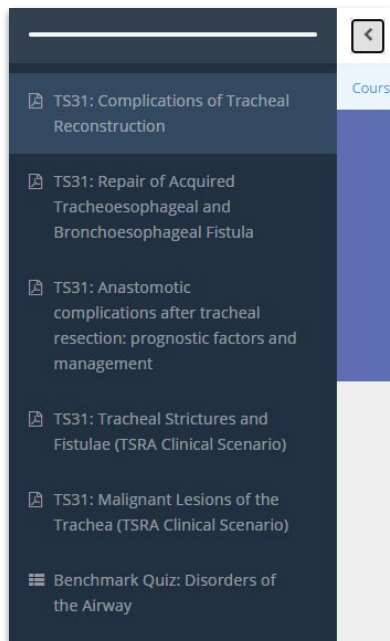 TS31: Complications of Tracheal
Reconstruction
TS31: Repair of Acquired
Tracheoesophageal and
Bronchoesophageal Fistula
TS31: Anastomotic
complications after tracheal
resection: prognostic factors and
management
TS31: Tracheal Strictures and
Fistulae (TSRA Clinical Scenario)
TS31: Malignant Lesions of the
Trachea (TSRA Clinical Scenario)
Benchmark Quiz: Disorders of
the Airway
Cours